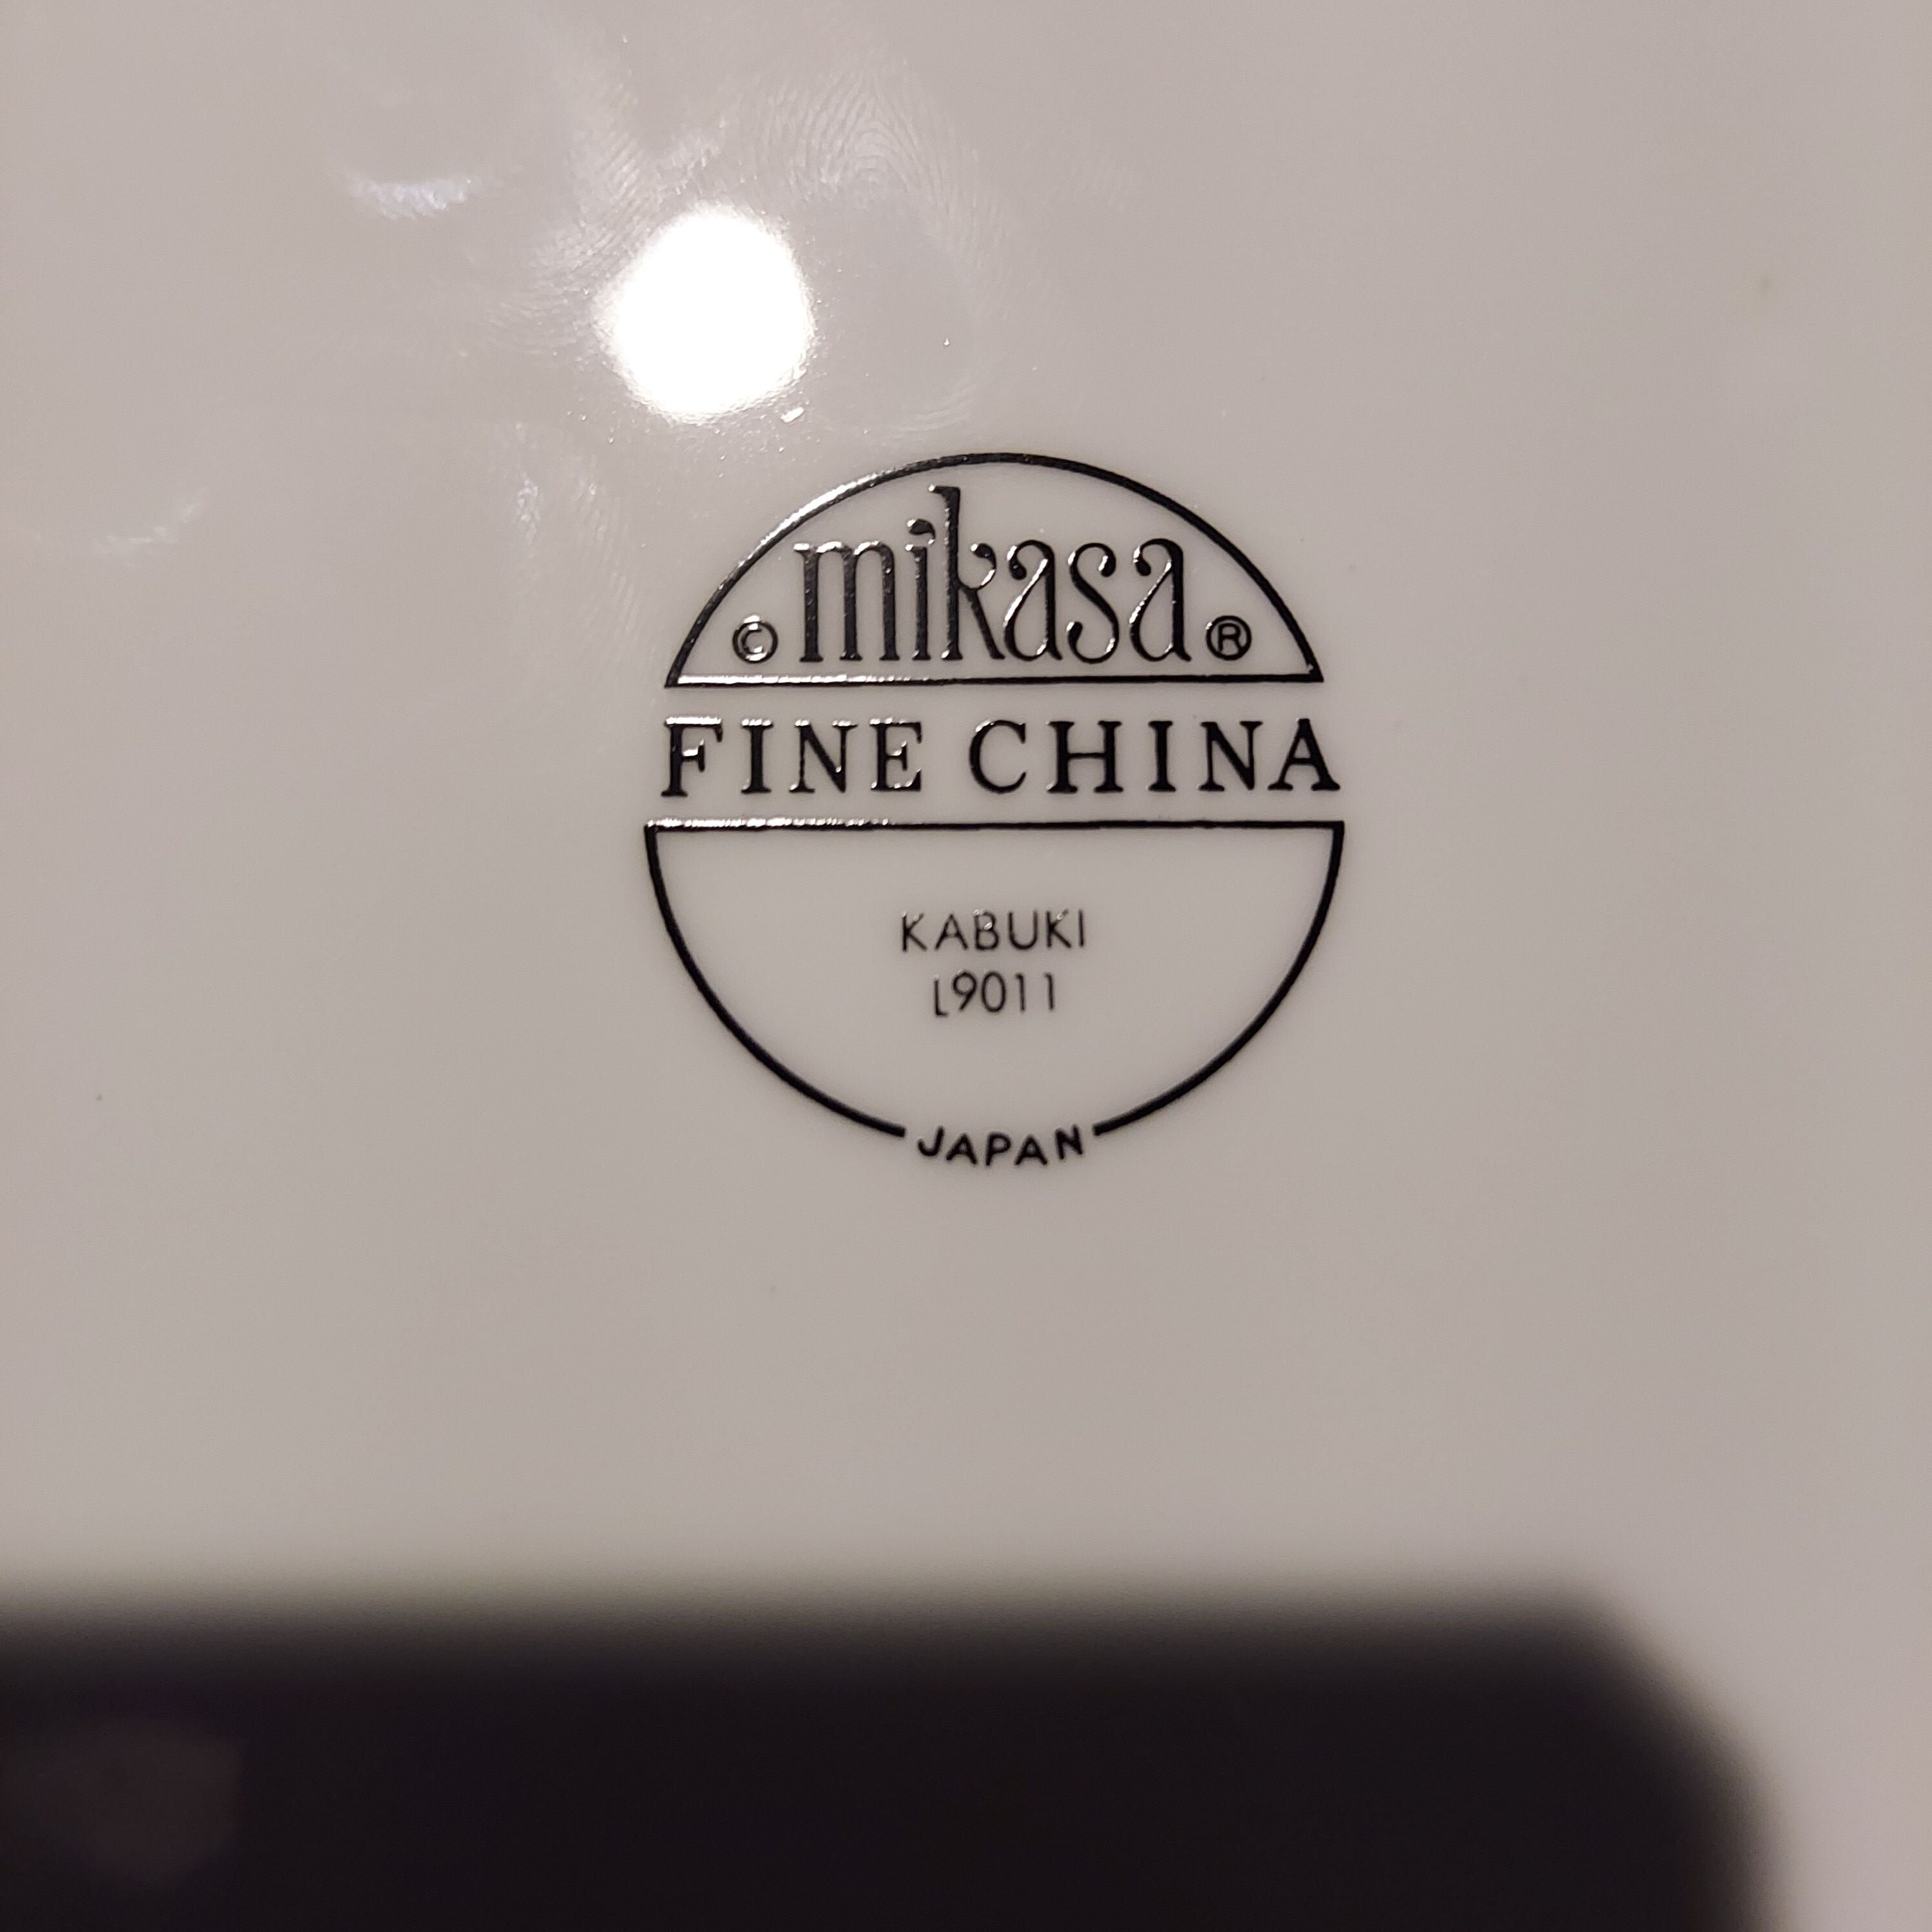 © mikasa ®
FINE CHINA
KABUKI
L9011
JAPAN